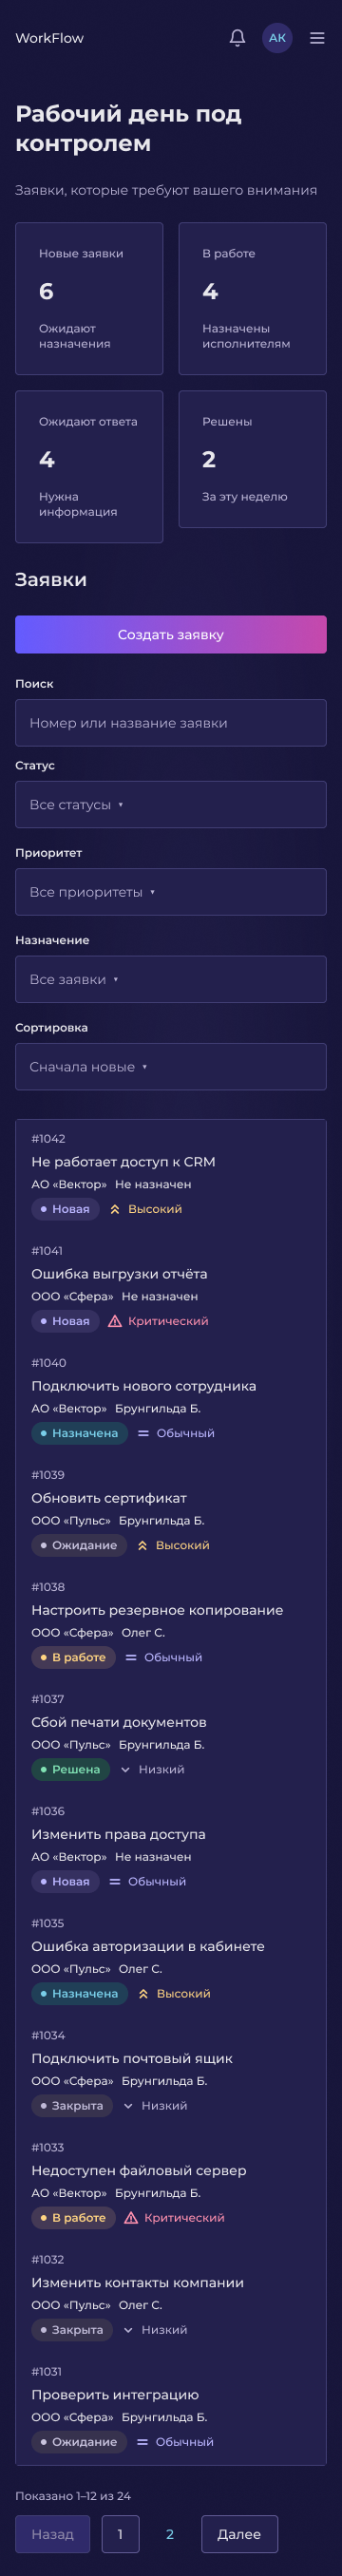 WorkFlow
АК
Рабочий день под
контролем
Заявки, которые требуют вашего внимания
Новые заявки
6
Ожидают
назначения
В работе
4
Назначены
исполнителям
Ожидают ответа
4
Нужна
информация
Решены
2
За эту неделю
Заявки
Создать заявку
Поиск
Номер или название заявки
Статус
Все статусы
Приоритет
Все приоритеты
Назначение
Все заявки
Сортировка
Сначала новые
#1042
Не работает доступ к CRM
АО «Вектор» Не назначен
Новая Высокий
#1041
Ошибка выгрузки отчёта
ООО «Сфера» Не назначен
Новая Критический
#1040
Подключить нового сотрудника
АО «Вектор» Брунгильда Б.
Назначена Обычный
#1039
Обновить сертификат
ООО «Пульс» Брунгильда Б.
Ожидание Высокий
#1038
Настроить резервное копирование
ООО «Сфера» Олег С.
В работе Обычный
#1037
Сбой печати документов
ООО «Пульс» Брунгильда Б.
Решена Низкий
#1036
Изменить права доступа
АО «Вектор» Не назначен
Новая Обычный
#1035
Ошибка авторизации в кабинете
ООО «Пульс» Олег С.
Назначена Высокий
#1034
Подключить почтовый ящик
ООО «Сфера» Брунгильда Б.
Закрыта Низкий
#1033
Недоступен файловый сервер
АО «Вектор» Брунгильда Б.
В работе Критический
#1032
Изменить контакты компании
ООО «Пульс» Олег С.
Закрыта Низкий
#1031
Проверить интеграцию
ООО «Сфера» Брунгильда Б.
Ожидание Обычный
Показано 1–12 из 24
Назад 1 2 Далее